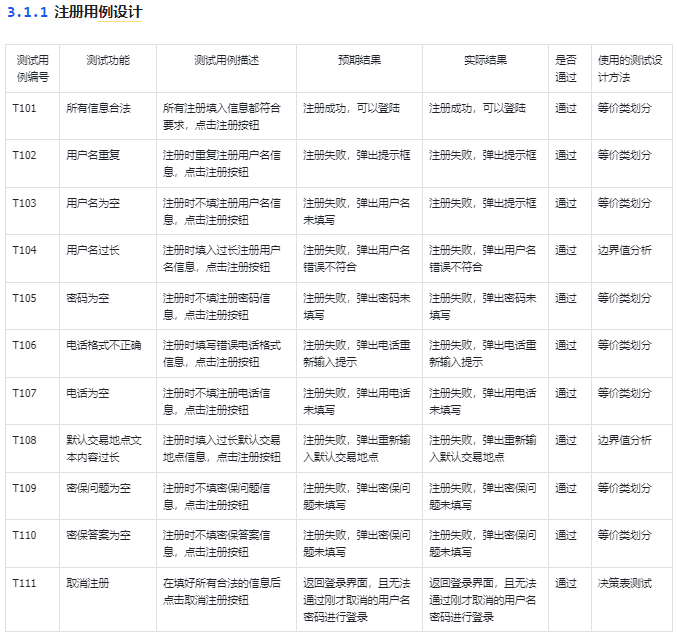 3.1.1 注册用例设计
测试用 测试功能 测试用例描述 预期结果 实际结果 是否 使用的测试设
例编号 通过 计方法
T101 所有信息合法 所有注册填入信息都符合 注册成功，可以登陆 注册成功，可以登陆 通过 等价类划分
要求，点击注册按钮
T102 用户名重复 注册时重复注册用户名信 注册失败，弹出提示框 注册失败，弹出提示框 通过 等价类划分
息，点击注册按钮
T103 用户名为空 注册时不填注册用户名信 注册失败，弹出用户名 注册失败，弹出提示框 通过 等价类划分
息，点击注册按钮 未填写
T104 用户名过长 注册时填入过长注册用户 注册失败，弹出用户名 注册失败，弹出用户名 通过 边界值分析
名信息，点击注册按钮 错误不符合 错误不符合
T105 密码为空 注册时不填注册密码信 注册失败，弹出密码未 注册失败，弹出密码未 通过 等价类划分
息，点击注册按钮 填写 填写
T106 电话格式不正确 注册时填写错误电话格式 注册失败，弹出电话重 注册失败，弹出电话重 通过 等价类划分
信息，点击注册按钮 新输入提示 新输入提示
T107 电话为空 注册时不填注册电话信 注册失败，弹出用电话 注册失败，弹出用电话 通过 等价类划分
息，点击注册按钮 未填写 未填写
T108 默认交易地点文 注册时填入过长默认交易 注册失败，弹出重新输 注册失败，弹出重新输 通过 边界值分析
本内容过长 地点信息，点击注册按钮 入默认交易地点 入默认交易地点
T109 密保问题为空 注册时不填密保问题信 注册失败，弹出密保问 注册失败，弹出密保问 通过 等价类划分
息，点击注册按钮 题未填写 题未填写
T110 密保答案为空 注册时不填密保答案信 注册失败，弹出密保问 注册失败，弹出密保问 通过 等价类划分
息，点击注册按钮 题未填写 题未填写
T111 取消注册 在填好所有合法的信息后 返回登录界面，且无法 返回登录界面，且无法 通过 决策表测试
点击取消注册按钮 通过刚才取消的用户名 通过刚才取消的用户名
密码进行登录 密码进行登录